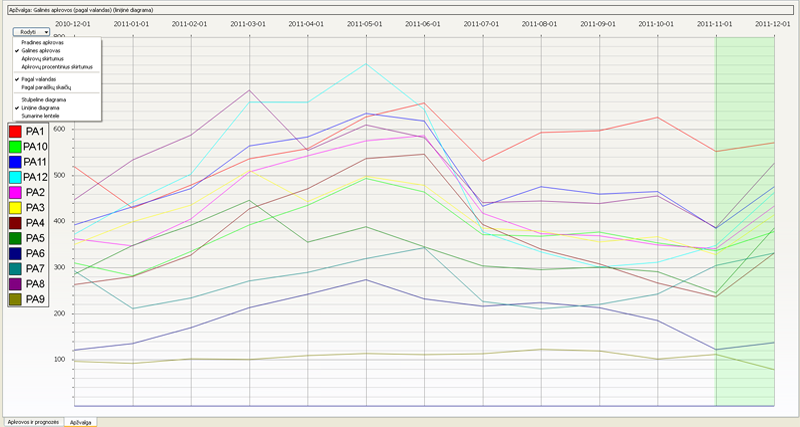 Apžvalga: Galinės apkrovos (pagal valandas) (linijinė diagrama)
2010-12-01 2011-01-01 2011-02-01 2011-03-01 2011-04-01 2011-05-01 2011-06-01 2011-07-01 2011-08-01 2011-09-01 2011-10-01 2011-11-01 2011-12-01
Rodyti
800
Pradinės apkrovos
Galinės apkrovos
Apkrovų skirtumus
Apkrovų procentinius skirtumus
Pagal valandas
Pagal paraiškų skaičių
Stulpelinė diagrama
Linijinė diagrama
Sumarinė lentelė
PA1
600
PA10
PA11
PA12
500
PA2
PA3
PA4
400
PA5
PA6
PA7
300
PA8
PA9
200
100
Apkrovos ir prognozės Apžvalga